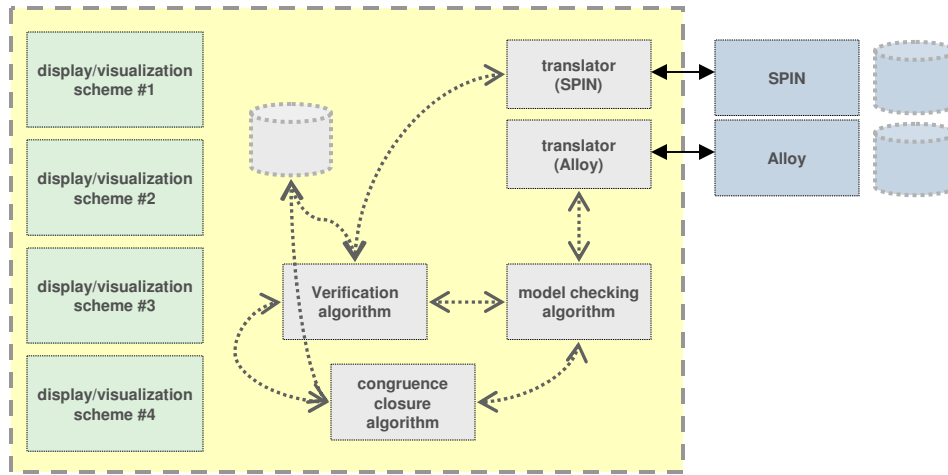 display/visualization
scheme #1
display/visualization
scheme #2
display/visualization
scheme #3
display/visualization
scheme #4
translator
(SPIN)
translator
(Alloy)
SPIN
Alloy
Verification
algorithm
model checking
algorithm
congruence
closure
algorithm